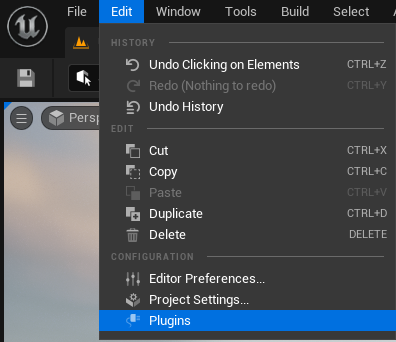 File Edit Window Tools Build Select
HISTORY
Undo Clicking on Elements CTRL+Z
Redo (Nothing to redo) CTRL+Y
Undo History
Persp
EDIT
Cut CTRL+X
Copy CTRL+C
Paste CTRL+V
Duplicate CTRL+D
Delete DELETE
CONFIGURATION
Editor Preferences...
Project Settings...
Plugins